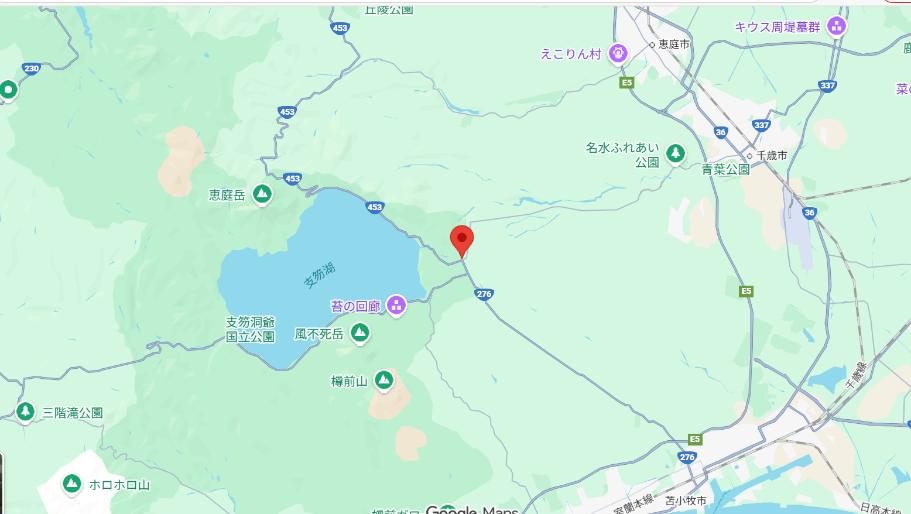 丘陵公園
453
キウス周堤墓群
恵庭市
えこりん村
230
E5
337
453
337
36
名水ふれあい
公園
千歳市
青葉公園
453
恵庭岳
453
36
支笏湖
276
E5
苔の回廊
支笏洞爺
国立公園
風不死岳
樽前山
千歳線
三階滝公園
E5
276
ホロホロ山
苫小牧市
室蘭本線
日高本線
Google Maps